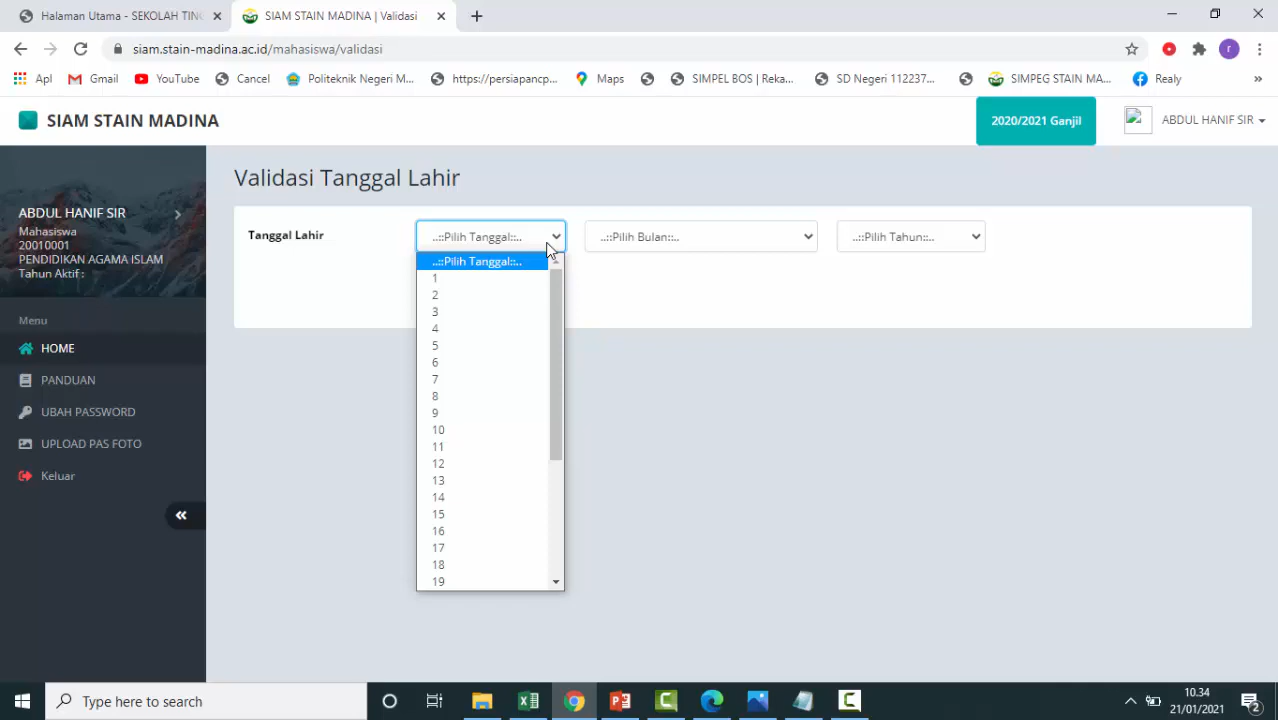 Halaman Utama - SEKOLAH TING
SIAM STAIN MADINA | Validasi
siam.stain-madina.ac.id/mahasiswa/validasi
r
Apl
Gmail
YouTube
Cancel
Politeknik Negeri M...
https://persiapancp...
Maps
SIMPEL BOS | Reka...
SD Negeri 112237...
SIMPEG STAIN MA...
Realy
»
SIAM STAIN MADINA
2020/2021 Ganjil
ABDUL HANIF SIR
ABDUL HANIF SIR
Mahasiswa
20010001
PENDIDIKAN AGAMA ISLAM
Tahun Aktif :
Menu
HOME
PANDUAN
UBAH PASSWORD
UPLOAD PAS FOTO
Keluar
Validasi Tanggal Lahir
Tanggal Lahir
..::Pilih Tanggal::..
..::Pilih Bulan::..
..::Pilih Tahun::..
..::Pilih Tanggal::..
1
2
3
4
5
6
7
8
9
10
11
12
13
14
15
16
17
18
19
Type here to search
10.34
21/01/2021
2